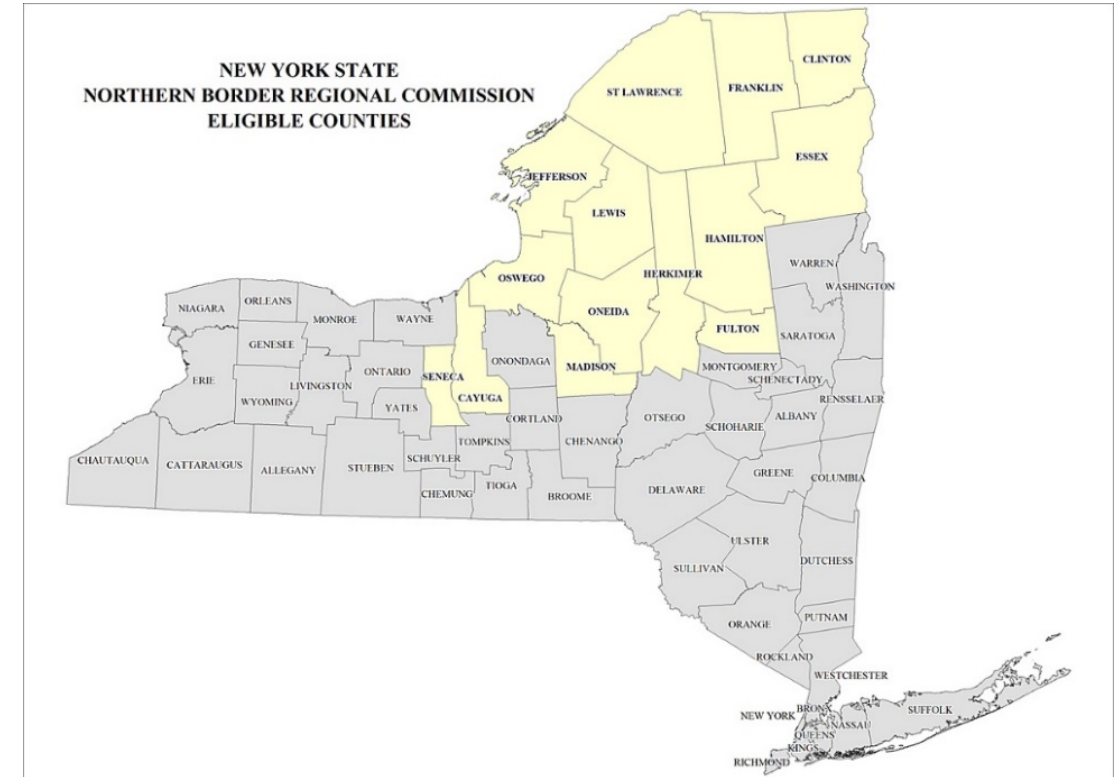 NEW YORK STATE
NORTHERN BORDER REGIONAL COMMISSION
ELIGIBLE COUNTIES
CLINTON
FRANKLIN
ST LAWRENCE
ESSEX
JEFFERSON
LEWIS
HAMILTON
WARREN
HERKIMER
OSWEGO
WASHINGTON
ORLEANS
NIAGARA
ONEIDA
MONROE
WAYNE
FULTON
SARATOGA
GENESEE
ONONDAGA
MADISON
MONTGOMERY
ONTARIO
SENECA
ERIE
LIVINGSTON
SCHENECTADY
CAYUGA
RENSSELAER
WYOMING
YATES
CORTLAND
OTSEGO
ALBANY
SCHOHARIE
TOMPKINS
CHENANGO
CHAUTAUQUA
CATTARAUGUS
ALLEGANY
STUEBEN
SCHUYLER
GREENE
COLUMBIA
TIOGA
DELAWARE
CHEMUNG
BROOME
ULSTER
DUTCHESS
SULLIVAN
PUTNAM
ORANGE
ROCKLAND
WESTCHESTER
BRONX
SUFFOLK
NEW YORK
NASSAU
QUEENS
KINGS
RICHMOND